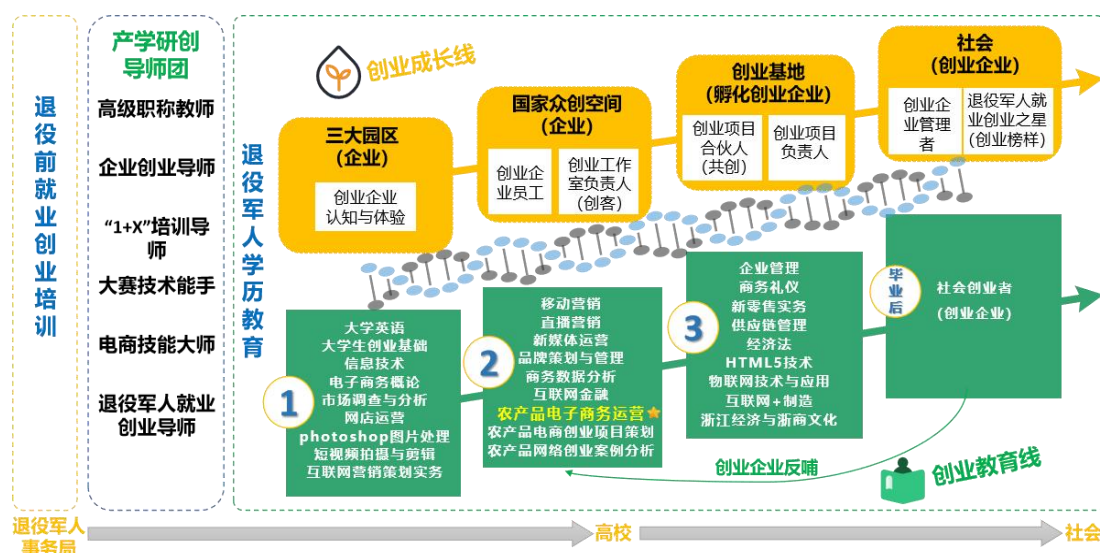 退役前就业创业培训
产学研创
导师团
高级职称教师
企业创业导师
“1+X”培训导
师
大赛技术能手
电商技能大师
退役军人就业
创业导师
退役军人学历教育
创业成长线
三大园区
(企业)
创业企业
认知与体验
国家众创空间
(企业)
创业企
业员工
创业工作
室负责人
(创客)
创业基地
(孵化创业企业)
创业项目
合伙人
(共创)
创业项目
负责人
社会
(创业企业)
创业企
业管理
者
退役军人就
业创业之星
(创业榜样)
1
大学英语
大学生创业基础
信息技术
电子商务概论
市场调查与分析
网店运营
photoshop图片处理
短视频拍摄与剪辑
互联网营销策划实务
2
移动营销
直播营销
新媒体运营
品牌策划与管理
商务数据分析
互联网金融
农产品电子商务运营
农产品电商创业项目策划
农产品网络创业案例分析
3
企业管理
商务礼仪
新零售实务
供应链管理
经济法
HTML5技术
物联网技术与应用
互联网+制造
浙江经济与浙商文化
毕业后
社会创业者
(创业企业)
创业企业反哺
创业教育线
退役军人
事务局
高校
社会